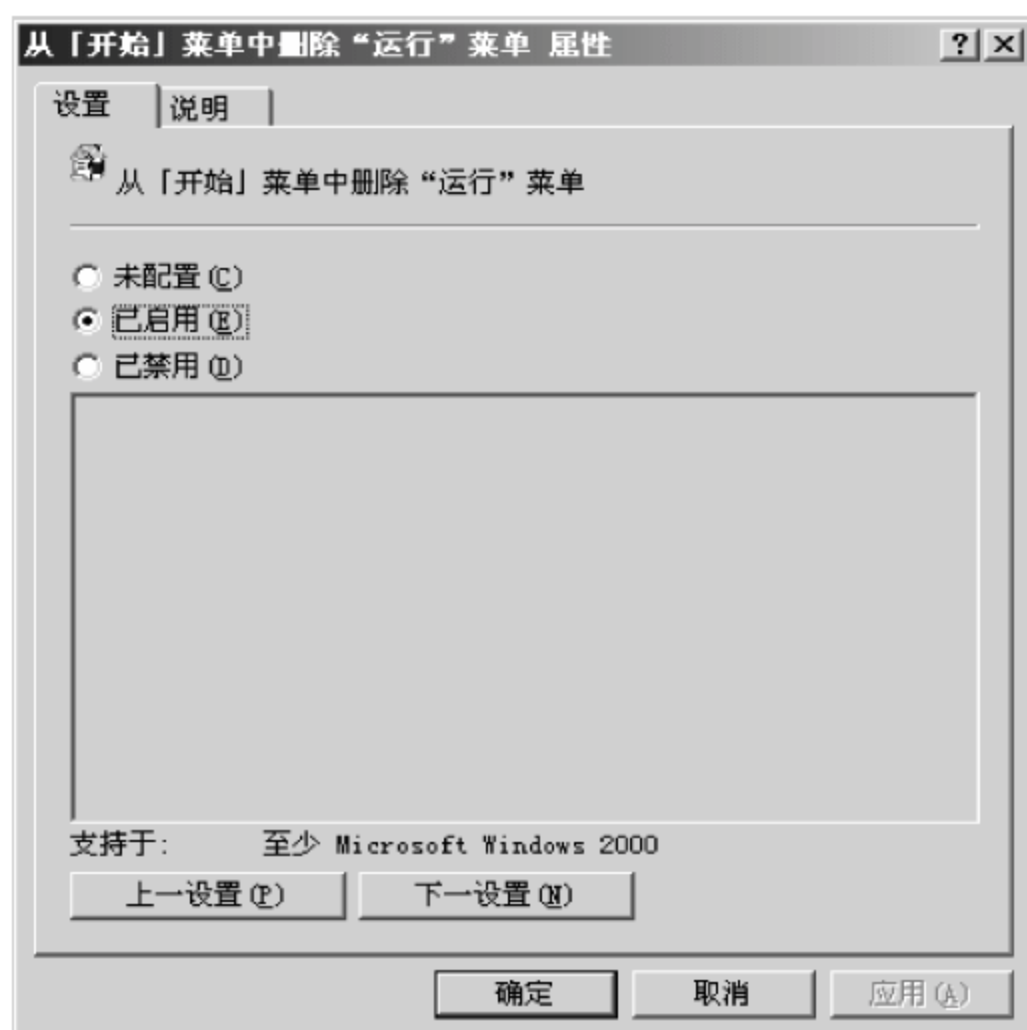 从「开始」菜单中删除“运行”菜单 属性
设置
说明
从「开始」菜单中删除“运行”菜单
未配置(C)
已启用(E)
已禁用(D)
支持于: 至少 Microsoft Windows 2000
上一设置(P) 下一设置(N)
确定 取消 应用(A)